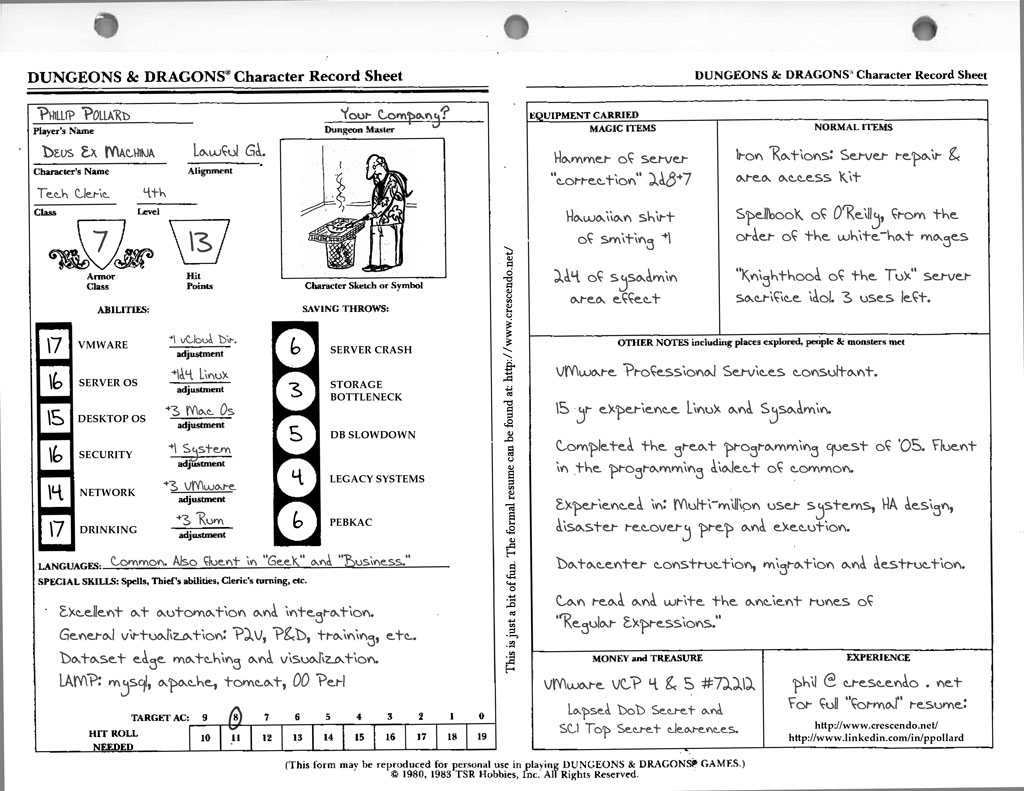 DUNGEONS & DRAGONS® Character Record Sheet
PHILLIP POLLARD
Player's Name
Your Company?
Dungeon Master
DEUS EX MACHINA
Character's Name
Lawful Gd.
Alignment
Tech Cleric
Class
4th
Level
7
Armor
Class
13
Hit
Points
Character Sketch or Symbol
ABILITIES:
17 VMWARE +1 vCloud Dir.
adjustment
16 SERVER OS +1d4 Linux
adjustment
15 DESKTOP OS +3 Mac Os
adjustment
16 SECURITY +1 System
adjustment
14 NETWORK +3 VMware
adjustment
17 DRINKING +3 Rum
adjustment
SAVING THROWS:
6 SERVER CRASH
3 STORAGE
BOTTLENECK
5 DB SLOWDOWN
4 LEGACY SYSTEMS
6 PEBKAC
LANGUAGES: Common. Also fluent in "Geek" and "Business."
SPECIAL SKILLS: Spells, Thief's abilities, Cleric's turning, etc.
Excellent at automation and integration.
General virtualization: P2V, P&D, training, etc.
Dataset edge matching and visualization.
LAMP: mysql, apache, tomcat, OO Perl
TARGET AC: 9 8 7 6 5 4 3 2 1 0
HIT ROLL
NEEDED
10 11 12 13 14 15 16 17 18 19
This is just a bit of fun. The formal resume can be found at: http://www.crescendo.net/
DUNGEONS & DRAGONS® Character Record Sheet
EQUIPMENT CARRIED
MAGIC ITEMS
Hammer of server
"correction" 2d8+7
Hawaiian shirt
of smiting +1
2d4 of sysadmin
area effect
NORMAL ITEMS
Iron Rations: Server repair &
area access kit
Spellbook of O'Reilly, from the
order of the white-hat mages
"Knighthood of the Tux" server
sacrifice idol. 3 uses left.
OTHER NOTES including places explored, people & monsters met
VMware Professional Services consultant.
15 yr experience Linux and Sysadmin.
Completed the great programming quest of '05. Fluent
in the programming dialect of common.
Experienced in: Multi-million user systems, HA design,
disaster recovery prep and execution.
Datacenter construction, migration and destruction.
Can read and write the ancient runes of
"Regular Expressions."
MONEY and TREASURE
VMware VCP 4 & 5 #72212
Lapsed DoD Secret and
SCI Top Secret clearences.
EXPERIENCE
phil @ crescendo . net
For full "formal" resume:
http://www.crescendo.net/
http://www.linkedin.com/in/ppollard
(This form may be reproduced for personal use in playing DUNGEONS & DRAGONS® GAMES.)
© 1980, 1983 TSR Hobbies, Inc. All Rights Reserved.